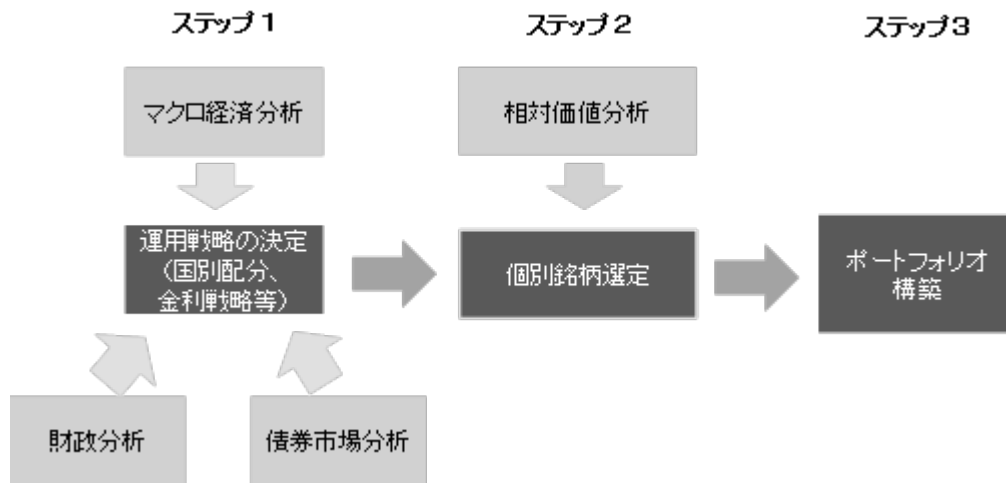 ステップ1
ステップ2
ステップ3
マクロ経済分析
相対価値分析
運用戦略の決定
（国別配分、
金利戦略等）
個別銘柄選定
ポートフォリオ
構築
財政分析
債券市場分析